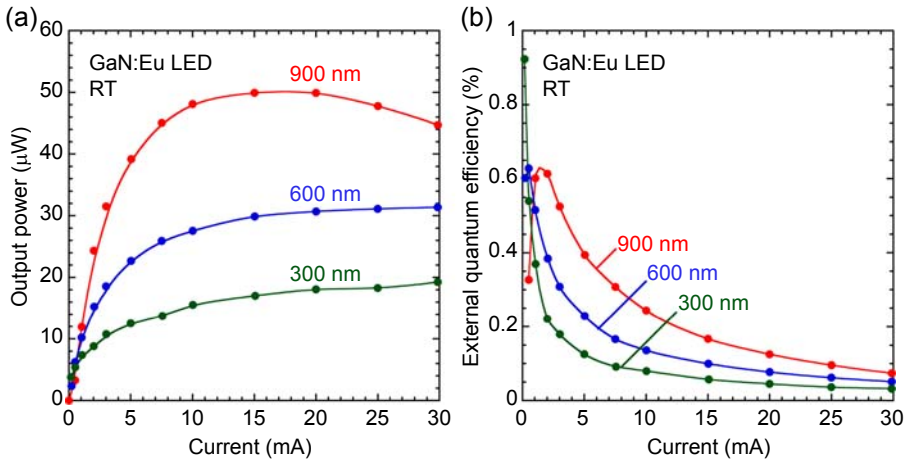 (a)
60
50
40
30
20
10
0
Output power (μW)
GaN:Eu LED
RT
900 nm
600 nm
300 nm
0 5 10 15 20 25 30
Current (mA)
(b)
1
0.8
0.6
0.4
0.2
0
External quantum efficiency (%)
GaN:Eu LED
RT
900 nm
600 nm
300 nm
0 5 10 15 20 25 30
Current (mA)